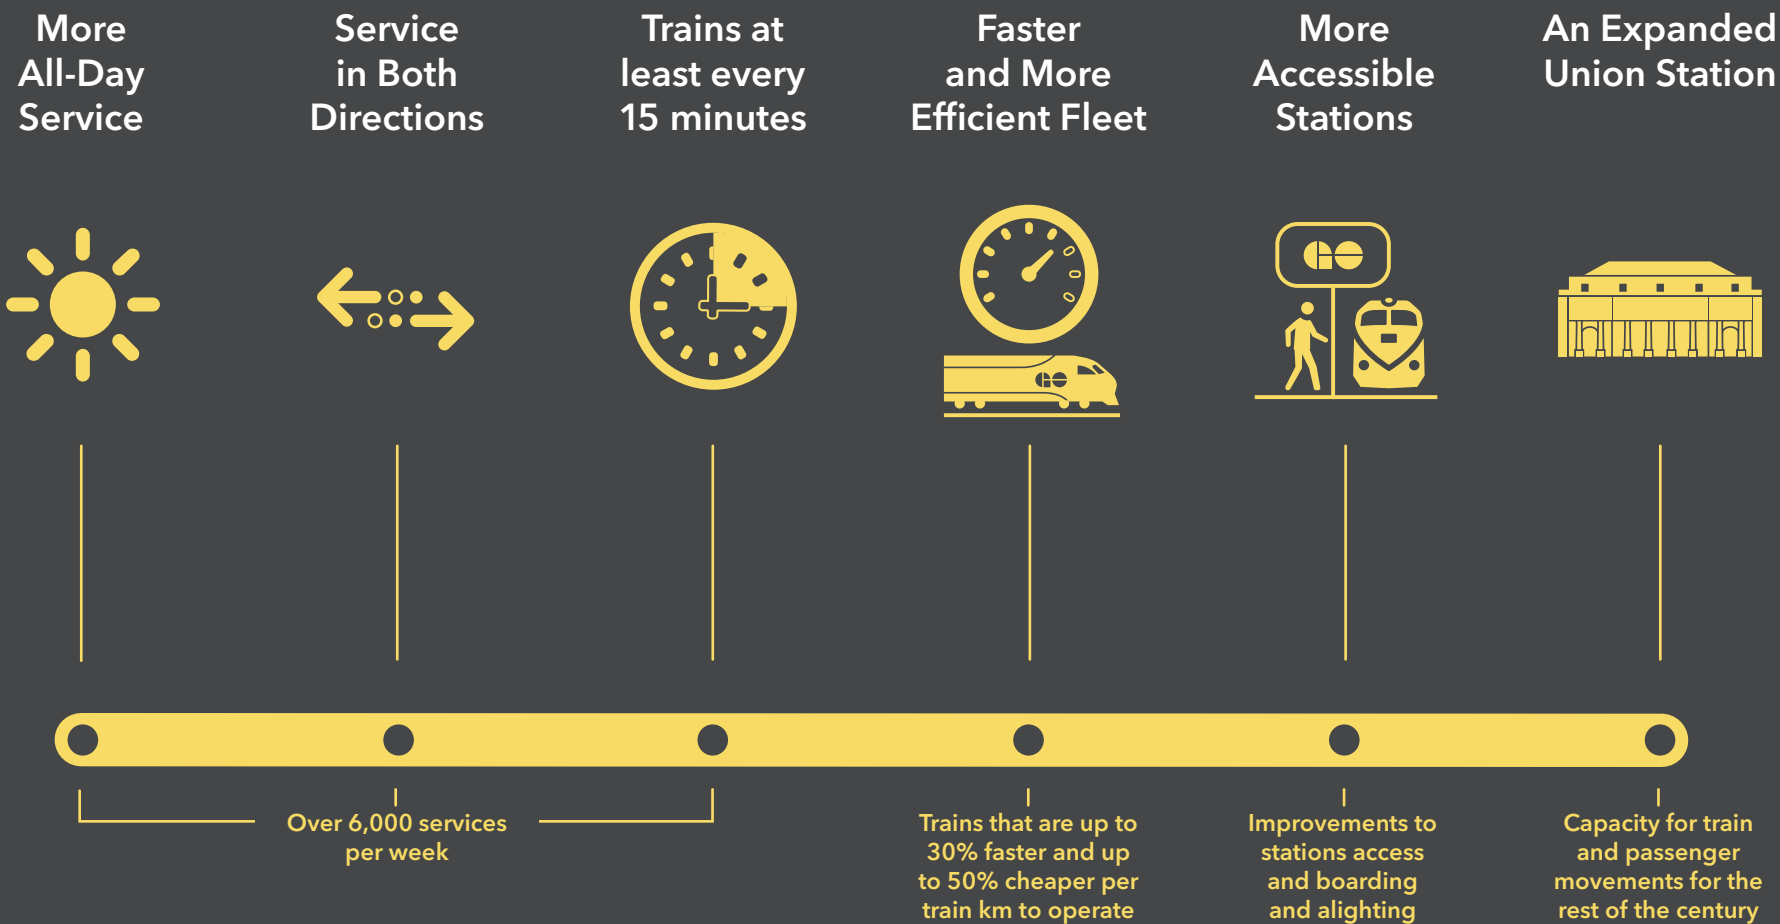 More
All-Day
Service
Service
in Both
Directions
Trains at
least every
15 minutes
Faster
and More
Efficient Fleet
More
Accessible
Stations
An Expanded
Union Station
GO
GO
Over 6,000 services
per week
Trains that are up to
30% faster and up
to 50% cheaper per
train km to operate
Improvements to
stations access
and boarding
and alighting
Capacity for train
and passenger
movements for the
rest of the century